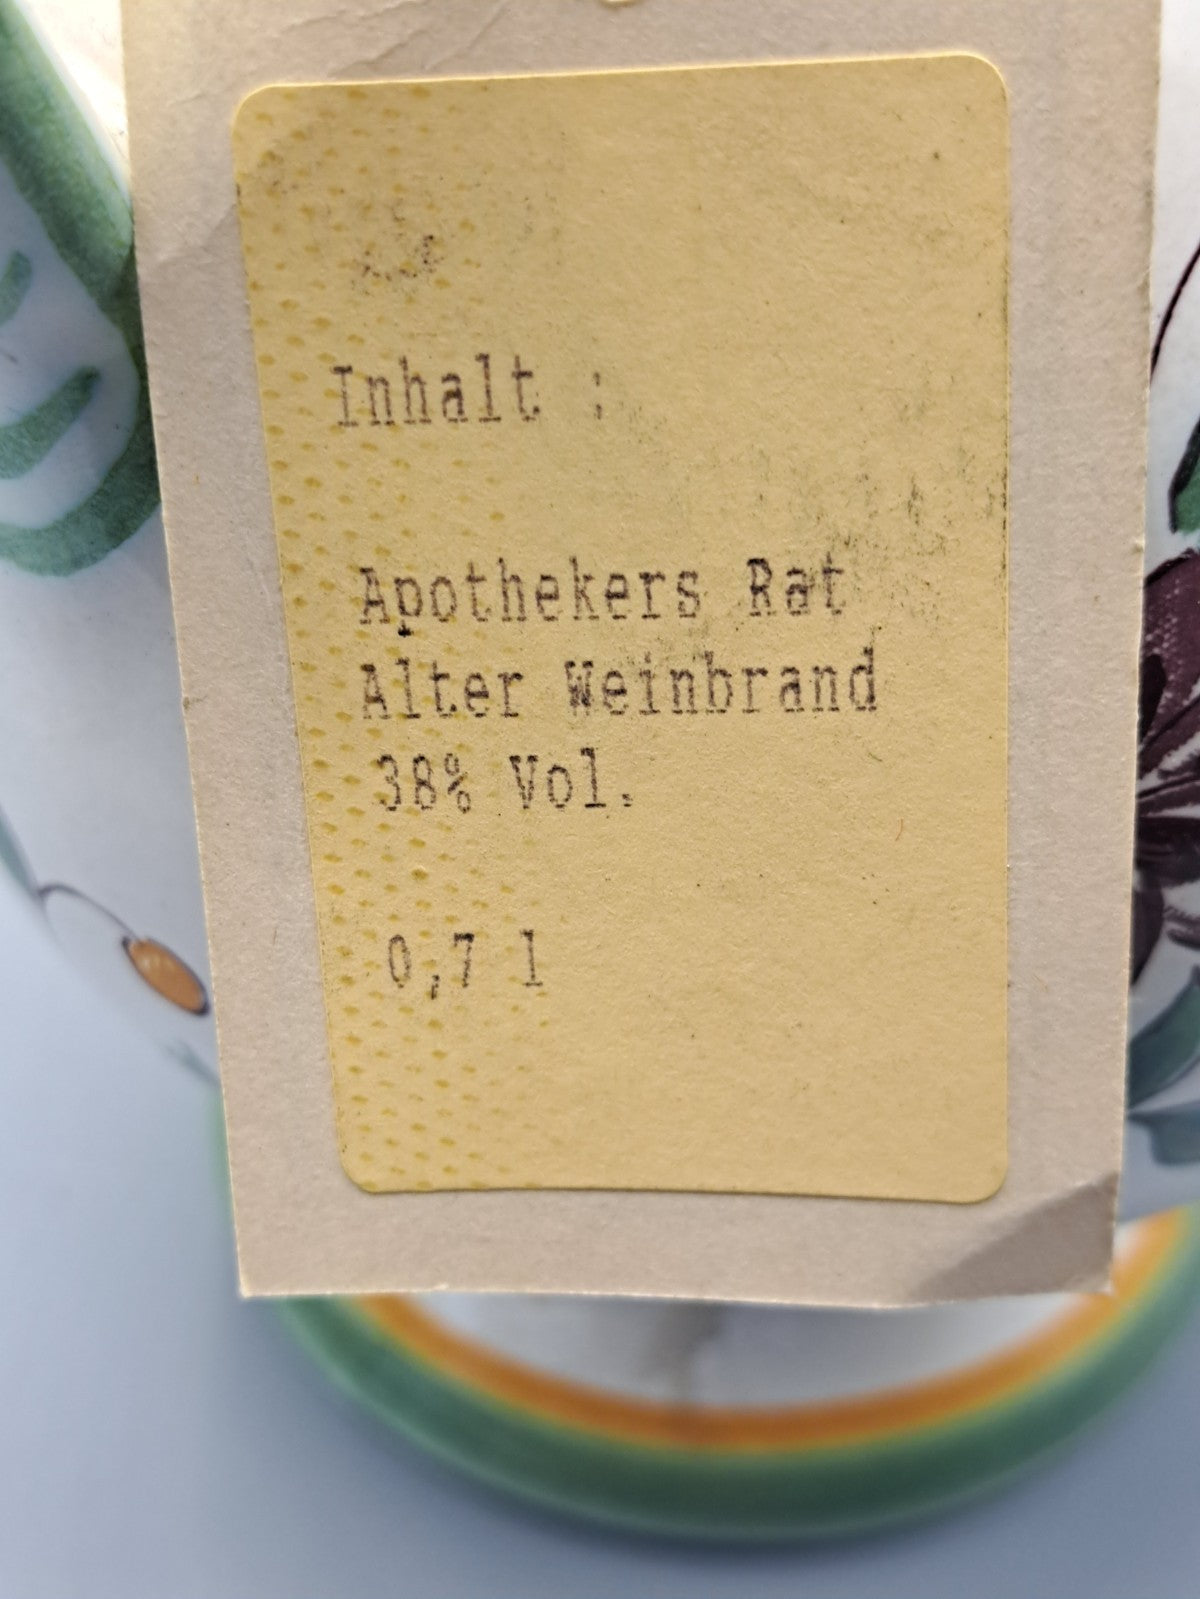 Inhalt :
Apothekers Rat
Alter Weinbrand
38% Vol.
0,7 l